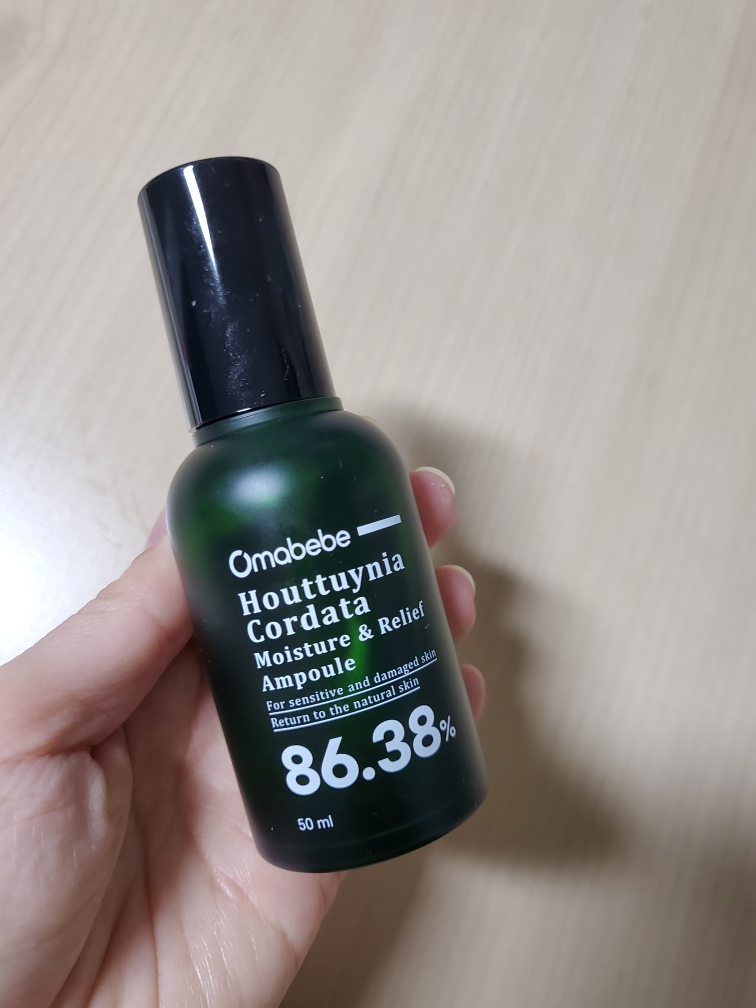 Omabebe
Houttuynia
Cordata
Moisture & Relief
Ampoule
For sensitive and damaged skin
Return to the natural skin
86.38%
50 ml